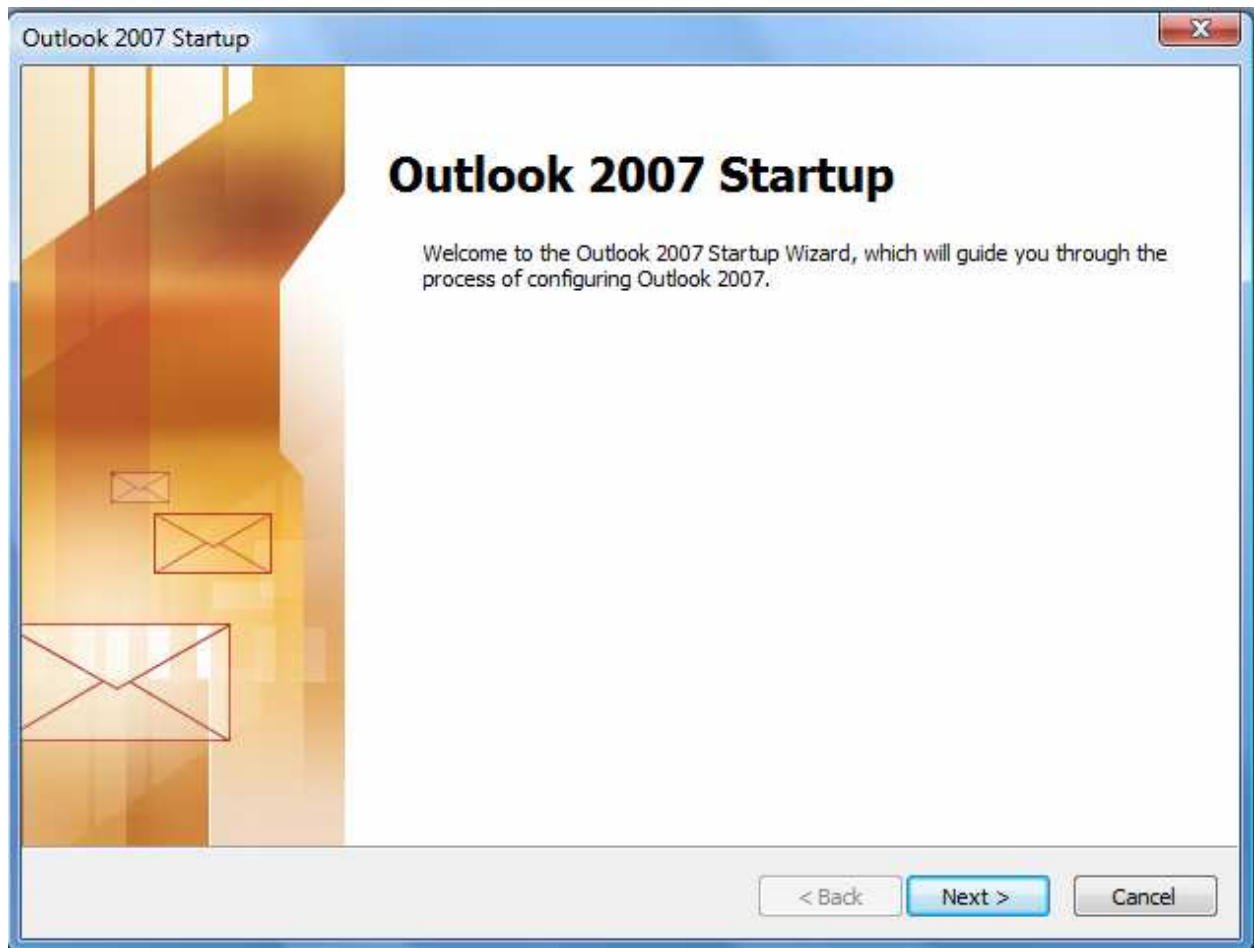 Outlook 2007 Startup
Outlook 2007 Startup
Welcome to the Outlook 2007 Startup Wizard, which will guide you through the
process of configuring Outlook 2007.
< Back Next > Cancel